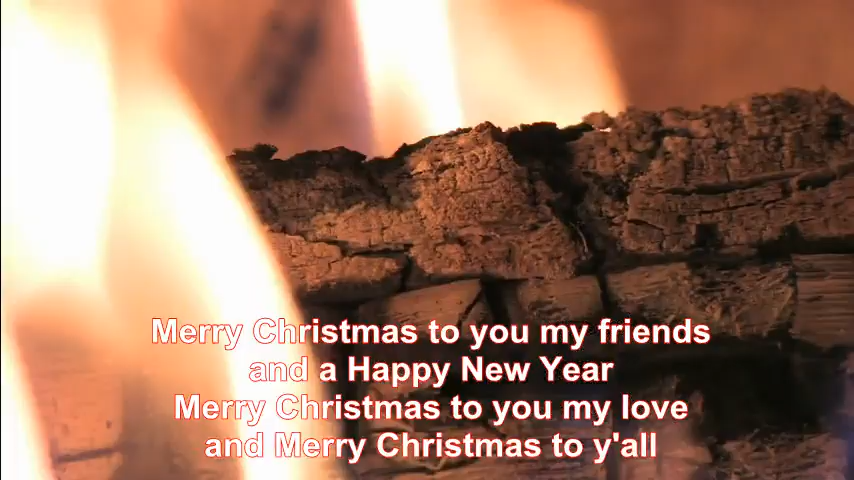 Merry Christmas to you my friends
and a Happy New Year
Merry Christmas to you my love
and Merry Christmas to y'all